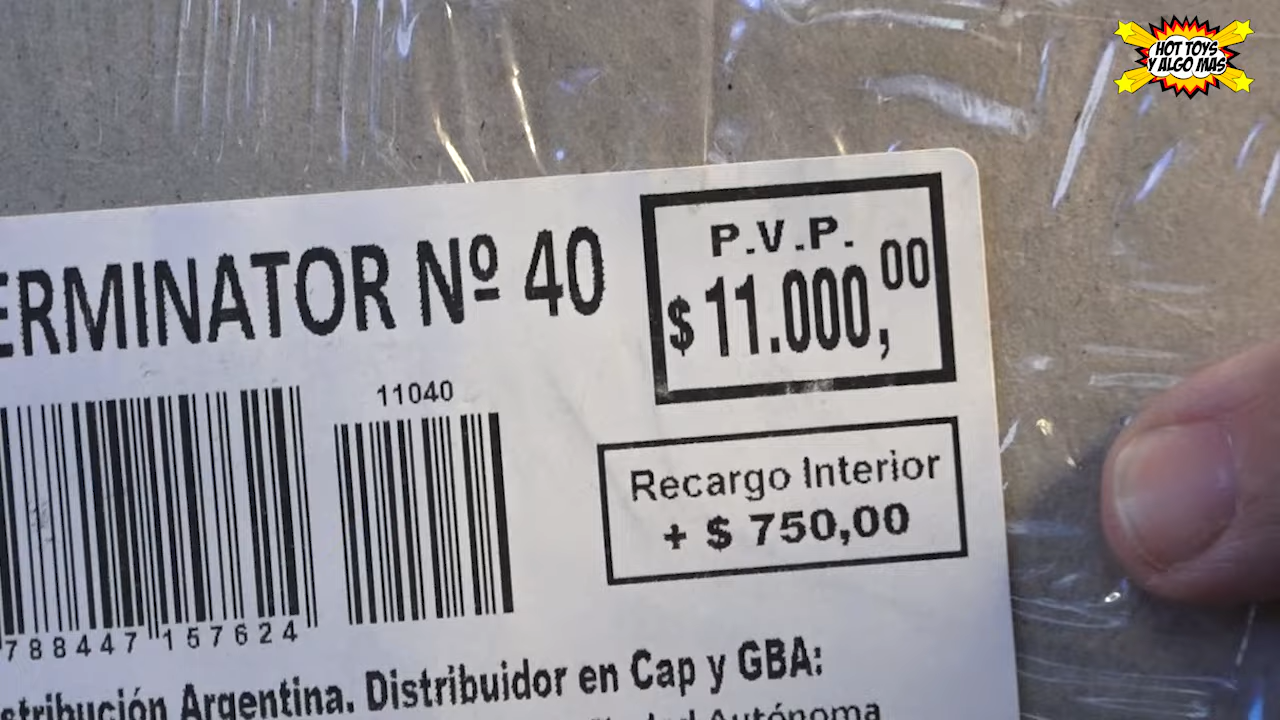 HOT TOYS
Y ALGO MAS
ERMINATOR Nº 40
P.V.P.
$ 11.000,00
11040
Recargo Interior
+ $ 750,00
788447 157624
stribución Argentina. Distribuidor en Cap y GBA:
Autónoma